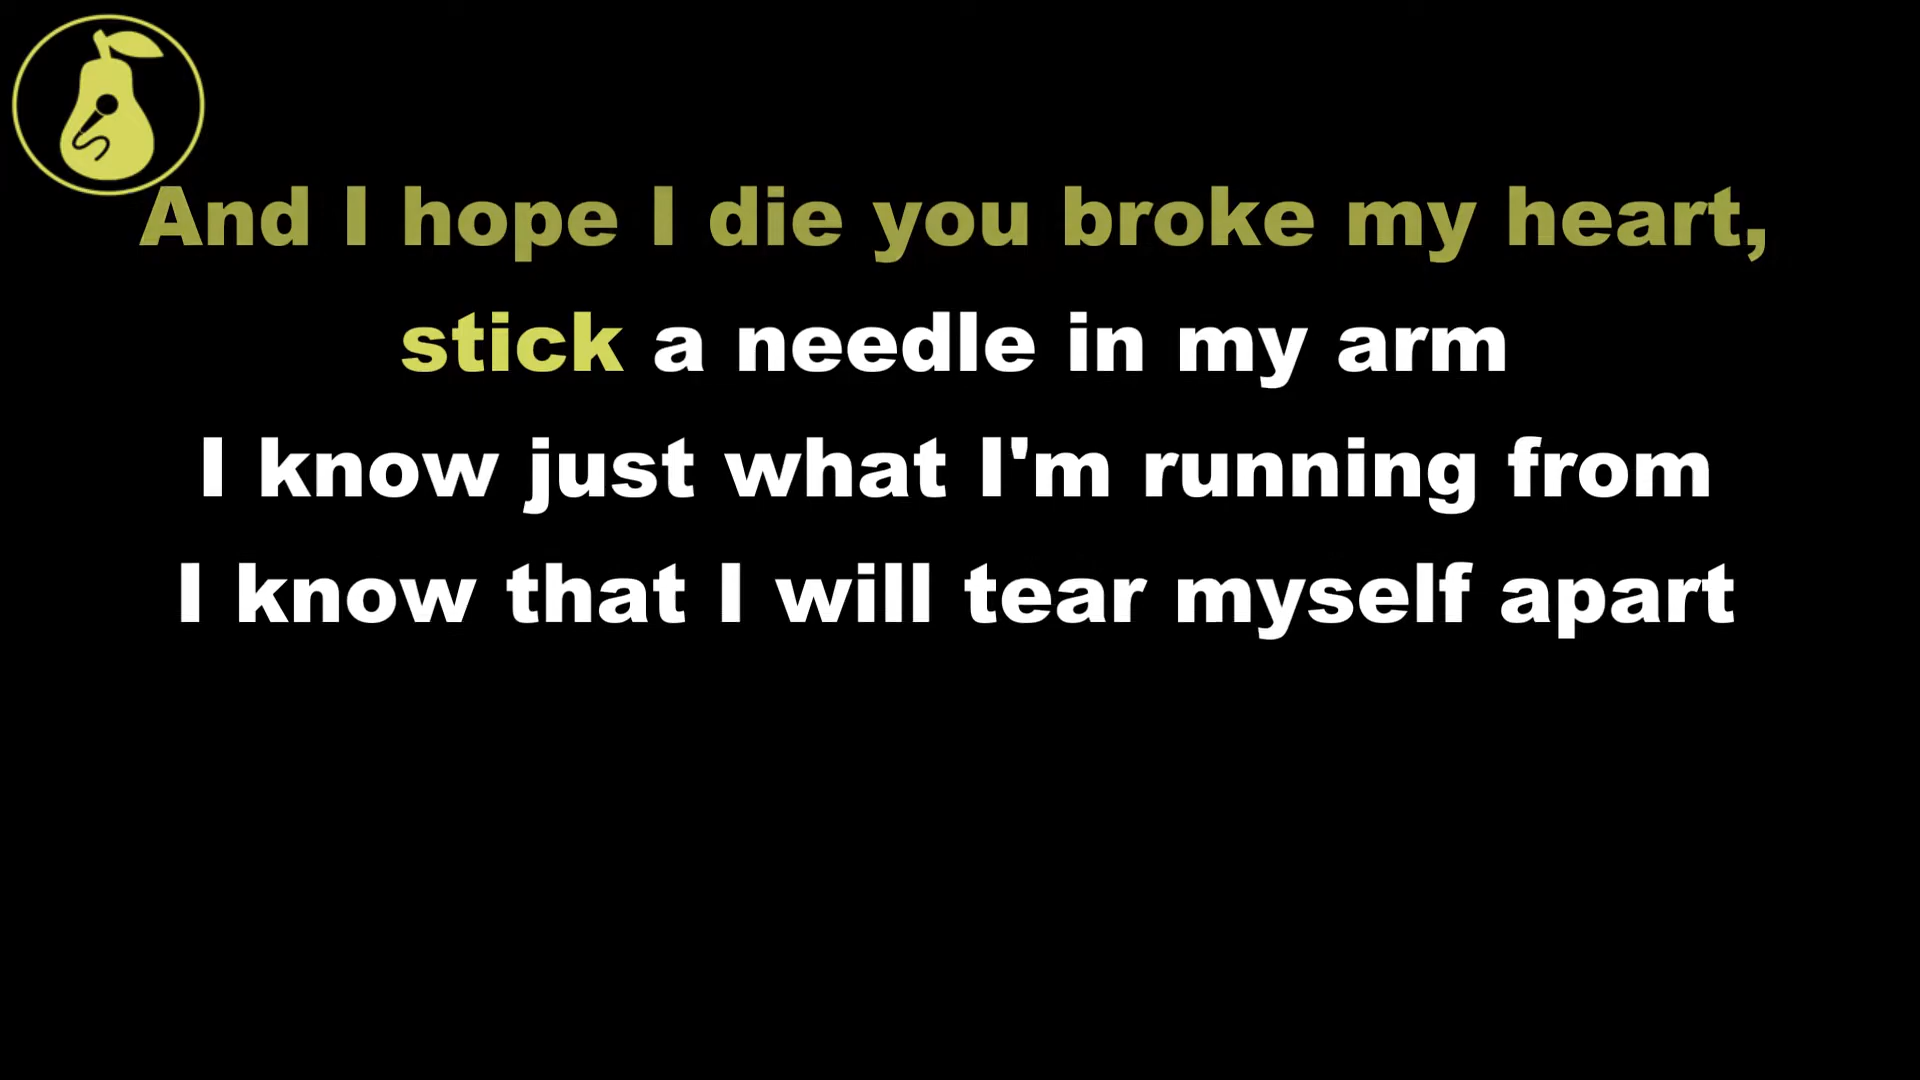 And I hope I die you broke my heart,
stick a needle in my arm
I know just what I'm running from
I know that I will tear myself apart